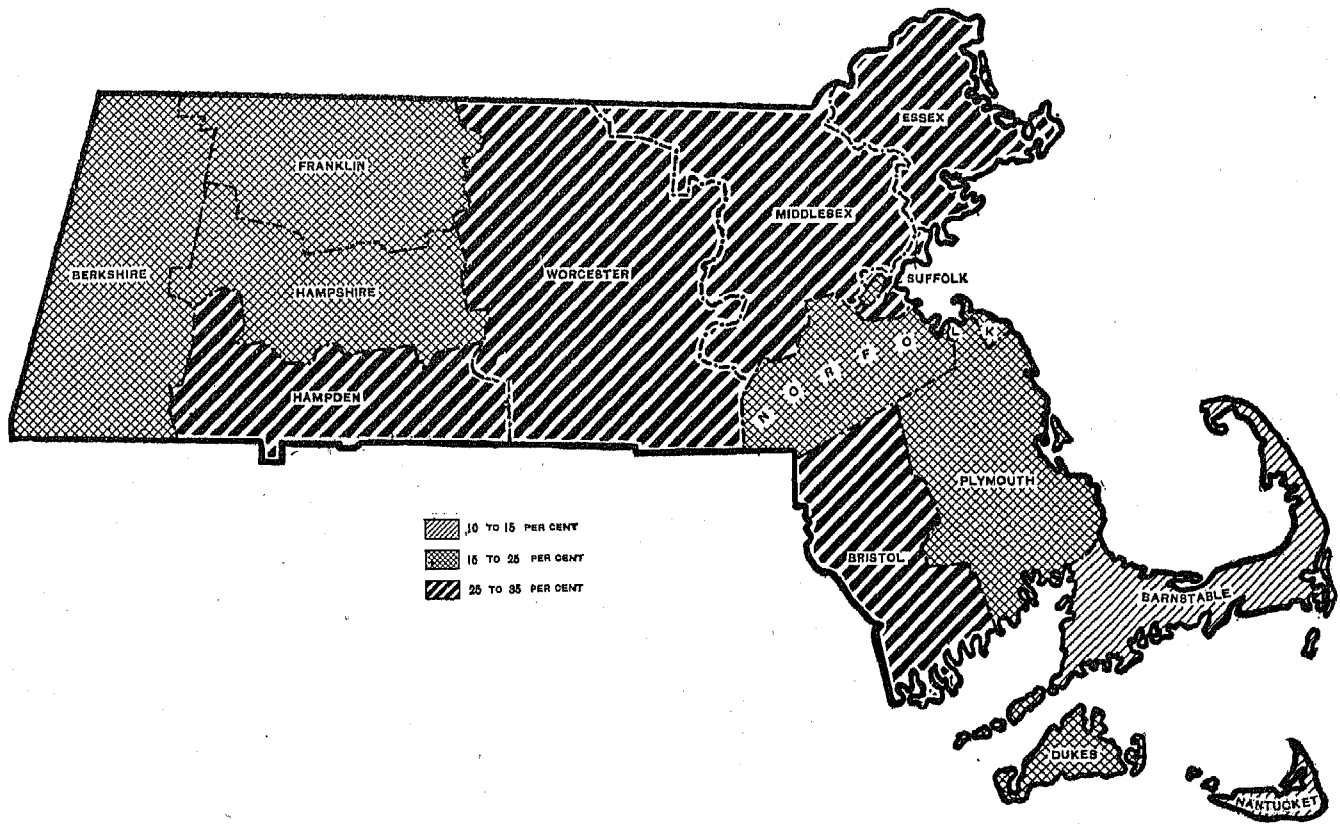 ESSEX
FRANKLIN
MIDDLESEX
BERKSHIRE
WORCESTER
SUFFOLK
HAMPSHIRE
NORFOLK
HAMPDEN
PLYMOUTH
10 TO 15 PER CENT
15 TO 25 PER CENT
25 TO 35 PER CENT
BRISTOL
BARNSTABLE
DUKES
NANTUCKET